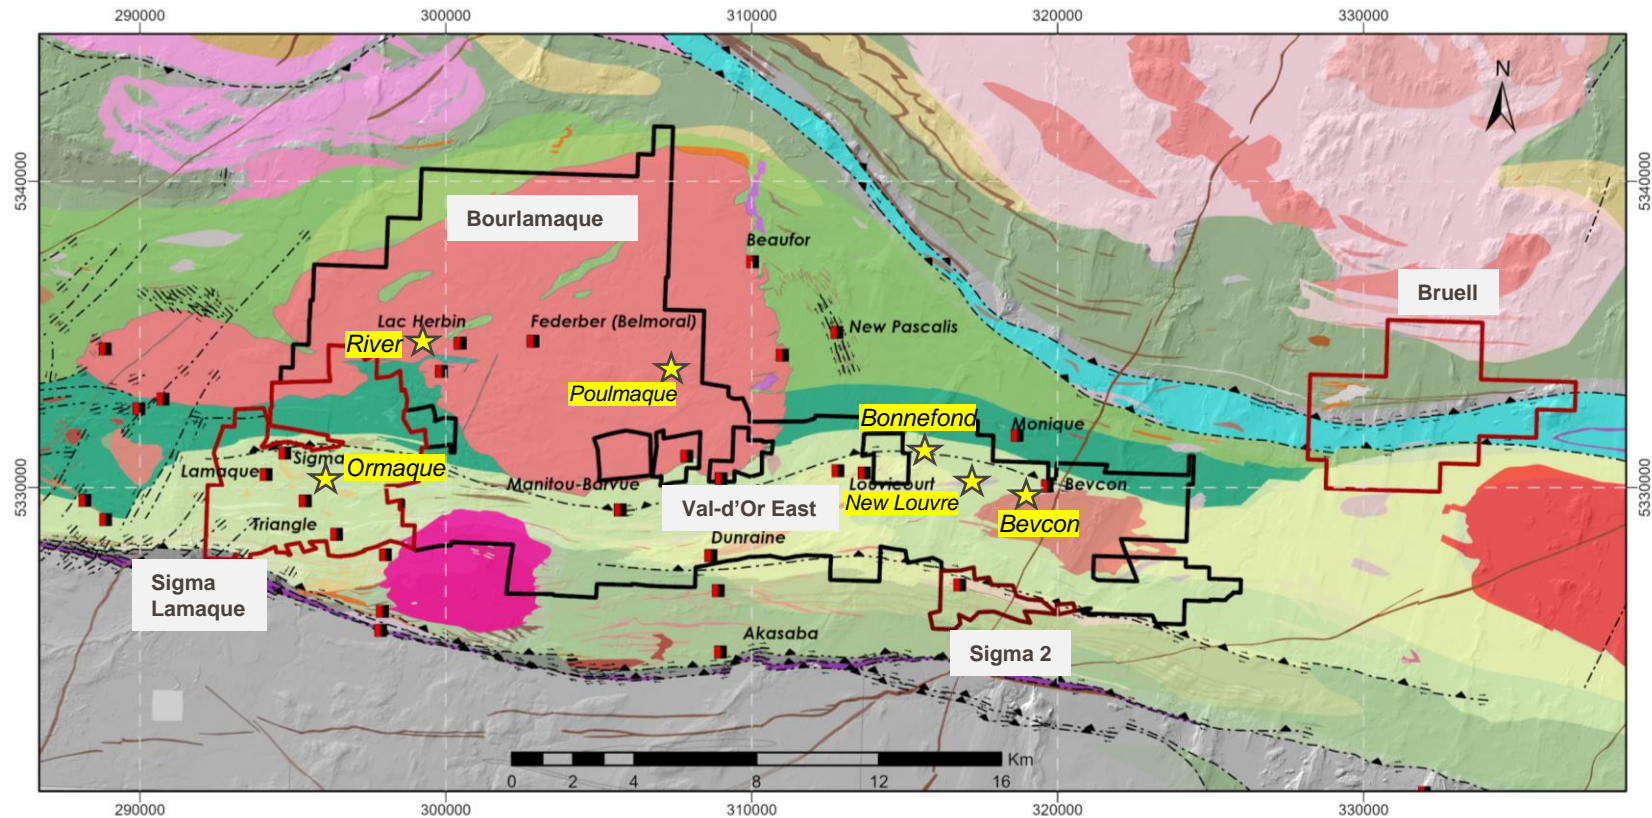 290000
300000
310000
320000
330000
N
5340000
5340000
Bourlamaque
Beaufor
Bruell
Lac Herbin
Federber (Belmoral)
New Pascalis
River
Poulmaque
Bonnefond
Monique
Sigma
Lamaque
Ormaque
Manitou-Barvue
Louvicourt
Bevcon
5330000
5330000
New Louvre
Val-d'Or East
Bevcon
Triangle
Dunraine
Sigma
Lamaque
Akasaba
Sigma 2
Km
0
2
4
8
12
16
290000
300000
310000
320000
330000